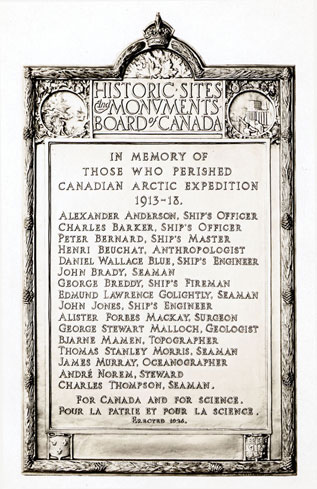 HISTORIC · SITES
and MONVMENTS
BOARD of CANADA
IN MEMORY OF
THOSE WHO PERISHED
CANADIAN ARCTIC EXPEDITION
1913-18.
ALEXANDER ANDERSON, SHIP'S OFFICER
CHARLES BARKER, SHIP'S OFFICER
PETER BERNARD, SHIP'S MASTER
HENRI BEUCHAT, ANTHROPOLOGIST
DANIEL WALLACE BLUE, SHIP'S ENGINEER
JOHN BRADY, SEAMAN
GEORGE BREDDY, SHIP'S FIREMAN
EDMUND LAWRENCE GOLIGHTLY, SEAMAN
JOHN JONES, SHIP'S ENGINEER
ALISTER FORBES MACKAY, SURGEON
GEORGE STEWART MALLOCH, GEOLOGIST
BJARNE MAMEN, TOPOGRAPHER
THOMAS STANLEY MORRIS, SEAMAN
JAMES MURRAY, OCEANOGRAPHER
ANDRÉ NOREM, STEWARD
CHARLES THOMPSON, SEAMAN.
FOR CANADA AND FOR SCIENCE.
POUR LA PATRIE ET POUR LA SCIENCE.
ERECTED 1926.